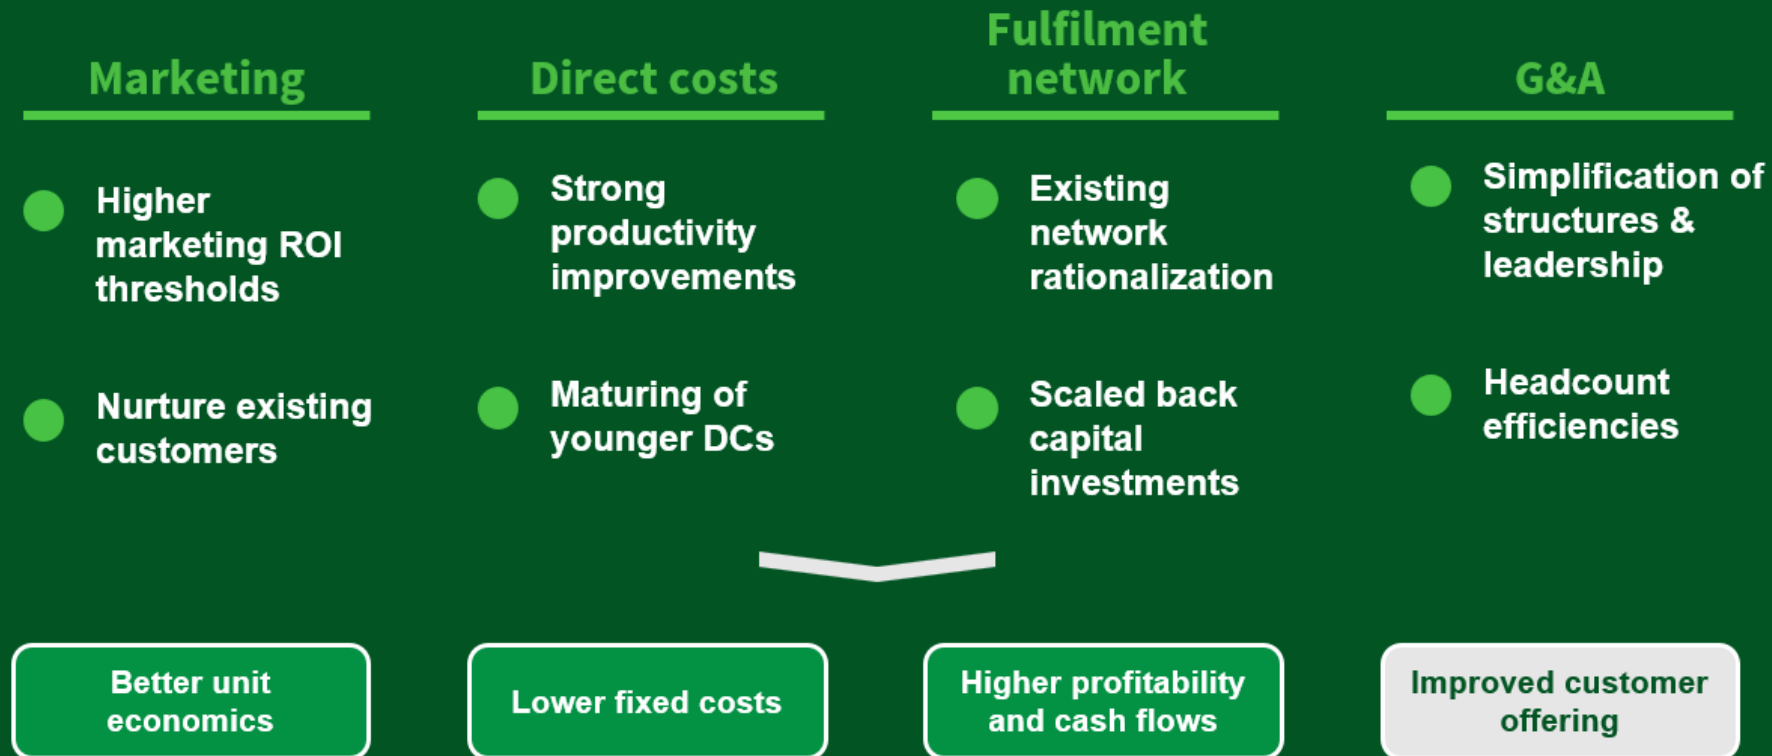 Marketing
Direct costs
Fulfilment
network
G&A
Higher
marketing ROI
thresholds
Nurture existing
customers
Strong
productivity
improvements
Maturing of
younger DCs
Existing
network
rationalization
Scaled back
capital
investments
Simplification of
structures &
leadership
Headcount
efficiencies
Better unit
economics
Lower fixed costs
Higher profitability
and cash flows
Improved customer
offering